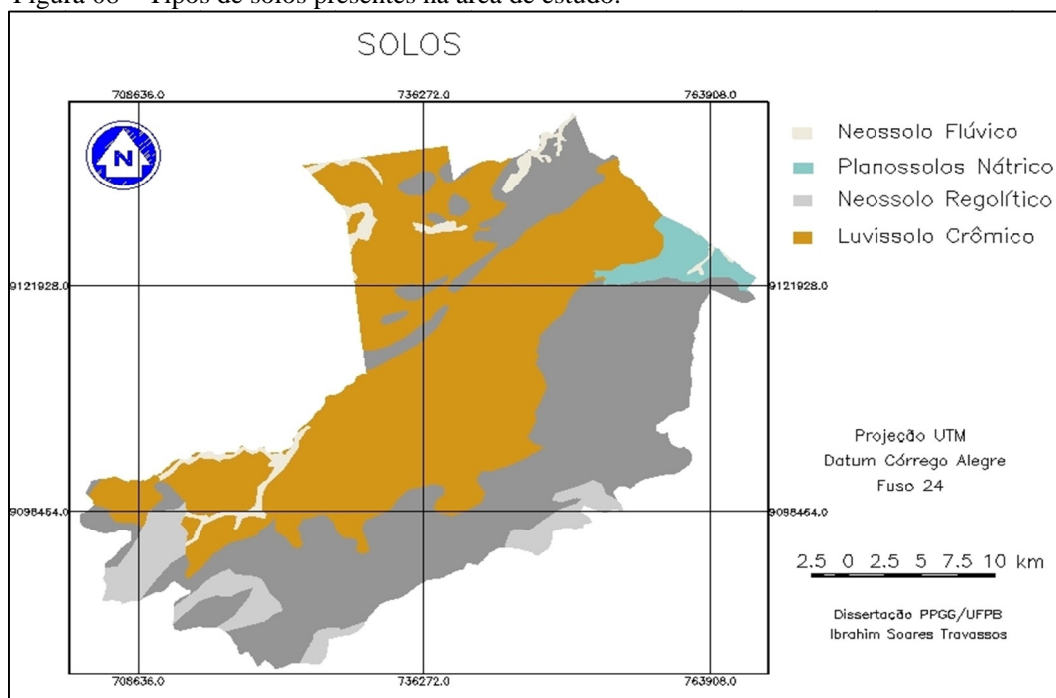 Figura 08 – Tipos de solos presentes na área de estudo.
SOLOS
708636.0 736272.0 763908.0
N
Neossolo Flúvico
Planossolos Nátrico
Neossolo Regolítico
Luvissolo Crômico
9121928.0 9121928.0
Projeção UTM
Datum Córrego Alegre
Fuso 24
9098464.0 9098464.0
2.5 0 2.5 5 7.5 10 km
Dissertação PPGG/UFPB
Ibrahim Soares Travassos
708636.0 736272.0 763908.0